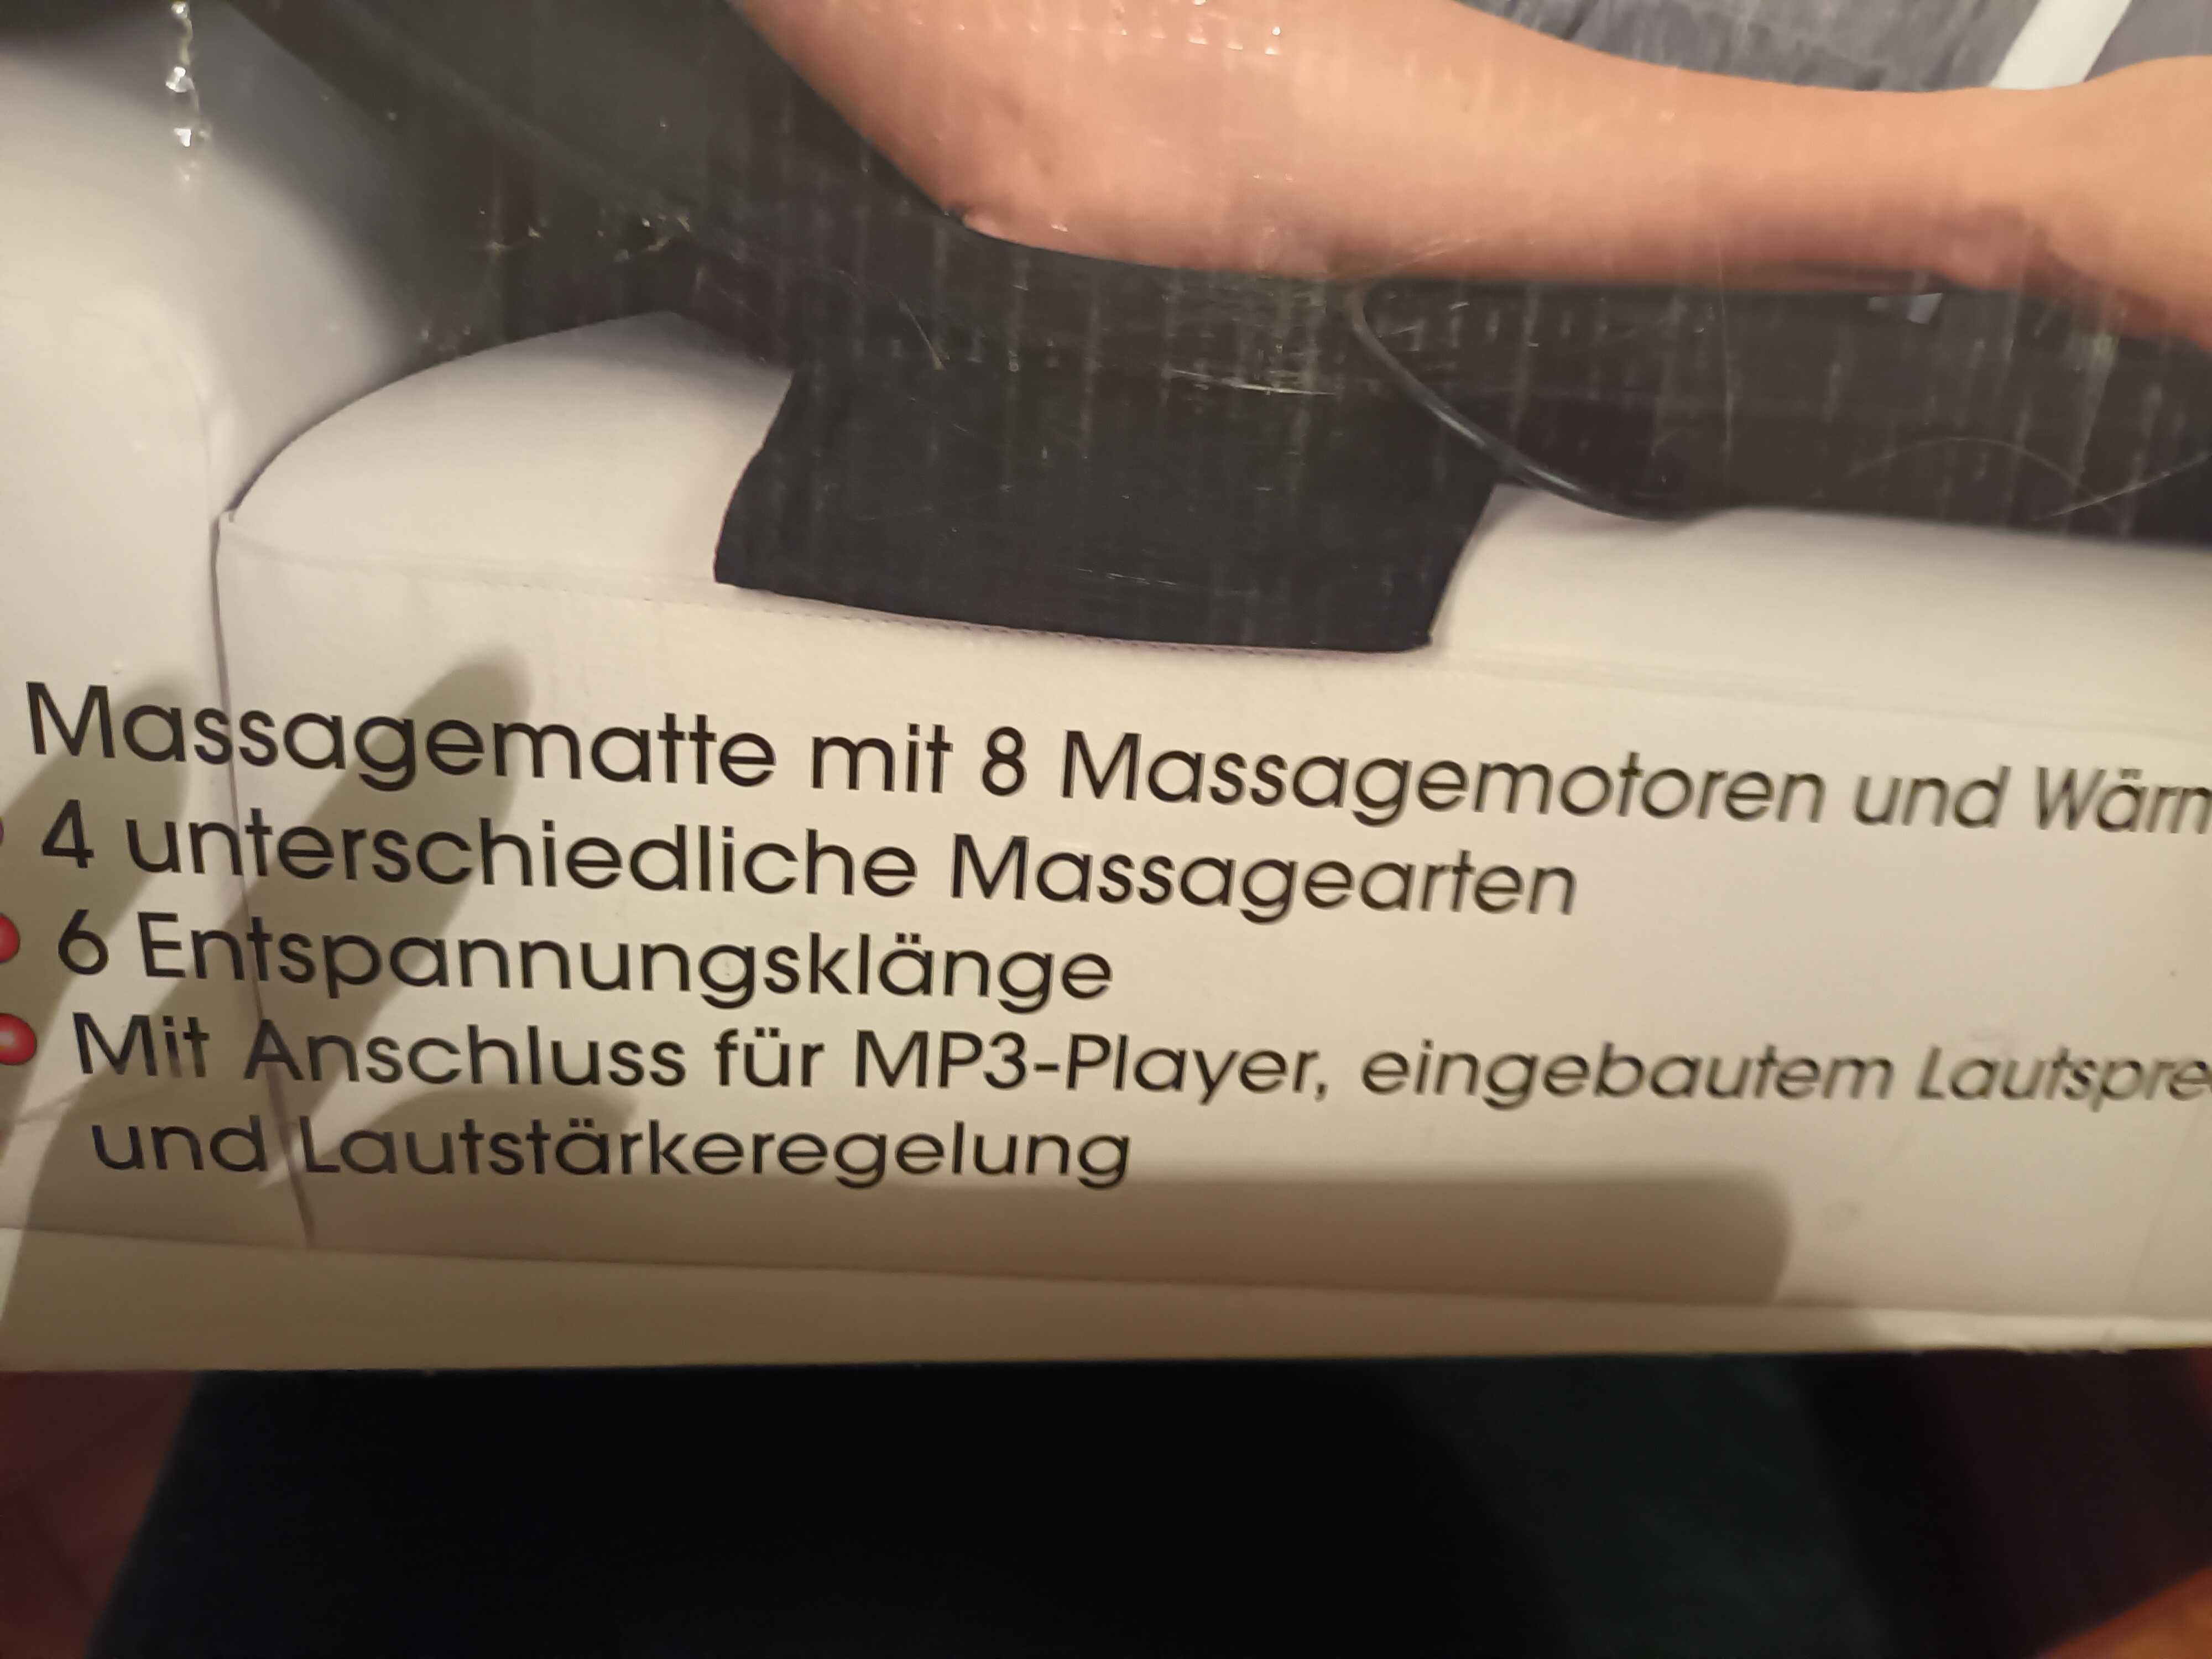 Massagematte mit 8 Massagemotoren und
4 unterschiedliche Massagearten
6 Entspannungsklänge
Mit Anschluss für MP3-Player, eingebautem
und Lautstärkeregelung